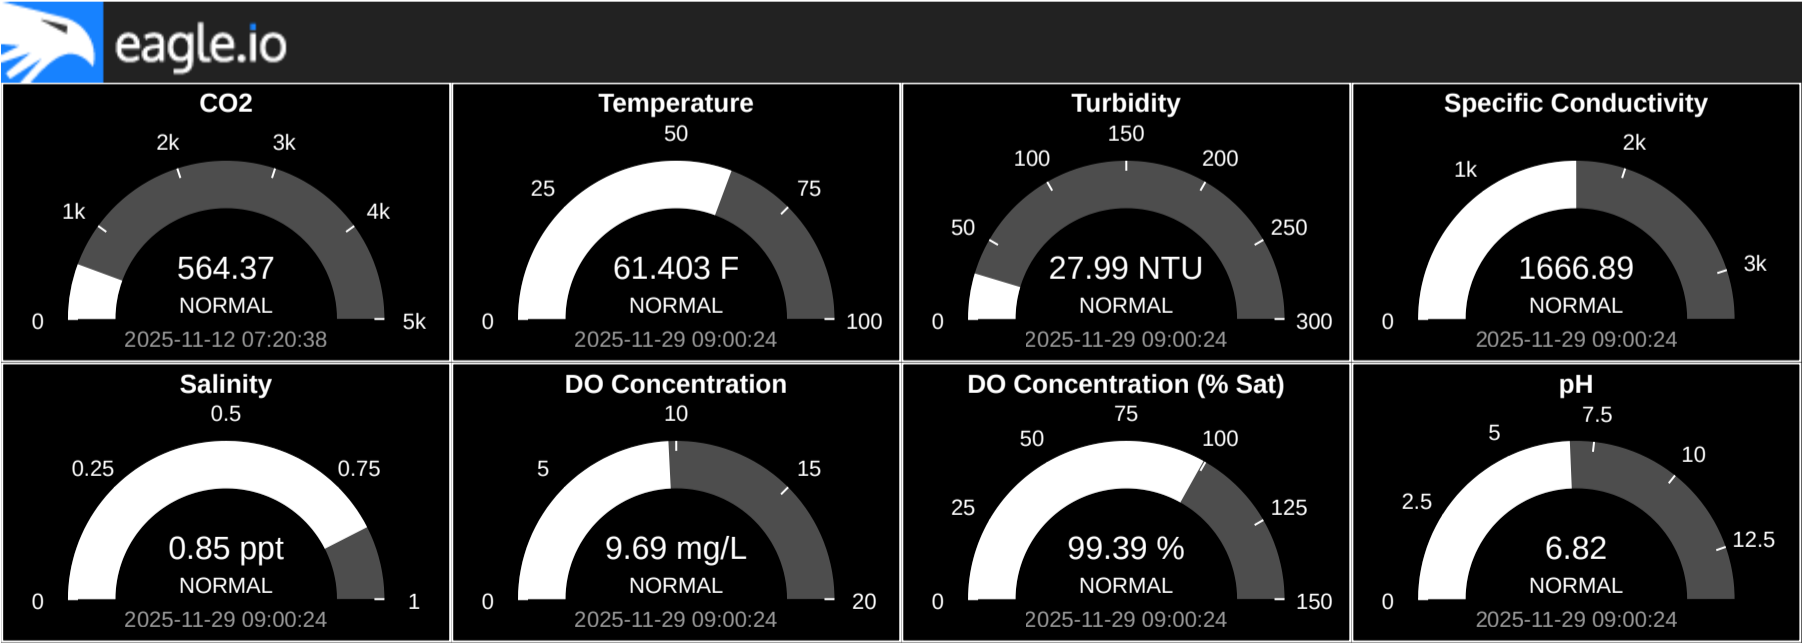 eagle.io
CO2
0
1k
2k
3k
4k
5k
564.37
NORMAL
2025-11-12 07:20:38
Temperature
0
25
50
75
100
61.403 F
NORMAL
2025-11-29 09:00:24
Turbidity
0
50
100
150
200
250
300
27.99 NTU
NORMAL
2025-11-29 09:00:24
Specific Conductivity
0
1k
2k
3k
1666.89
NORMAL
2025-11-29 09:00:24
Salinity
0
0.25
0.5
0.75
1
0.85 ppt
NORMAL
2025-11-29 09:00:24
DO Concentration
0
5
10
15
20
9.69 mg/L
NORMAL
2025-11-29 09:00:24
DO Concentration (% Sat)
0
25
50
75
100
125
150
99.39 %
NORMAL
2025-11-29 09:00:24
pH
0
2.5
5
7.5
10
12.5
6.82
NORMAL
2025-11-29 09:00:24